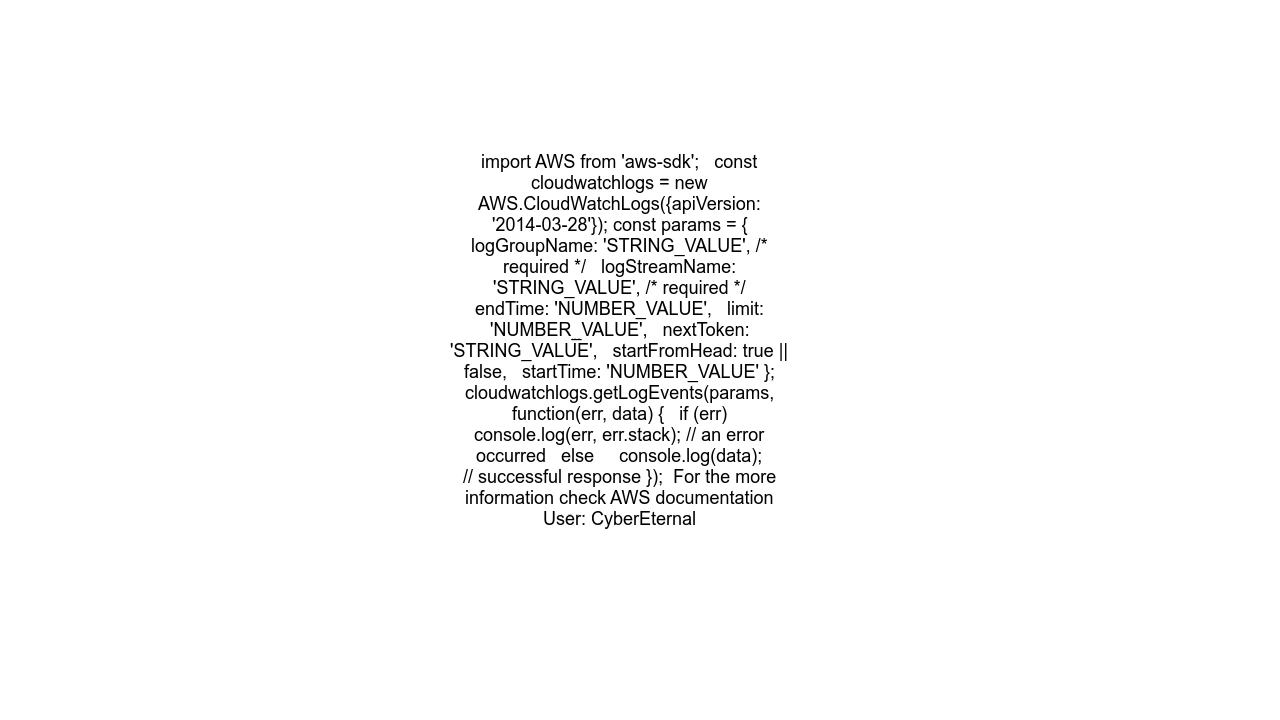 import AWS from 'aws-sdk';   const
cloudwatchlogs = new
AWS.CloudWatchLogs({apiVersion:
'2014-03-28'}); const params = {
logGroupName: 'STRING_VALUE', /*
required */   logStreamName:
'STRING_VALUE', /* required */
endTime: 'NUMBER_VALUE',   limit:
'NUMBER_VALUE',   nextToken:
'STRING_VALUE',   startFromHead: true ||
false,   startTime: 'NUMBER_VALUE' };
cloudwatchlogs.getLogEvents(params,
function(err, data) {   if (err)
console.log(err, err.stack); // an error
occurred   else     console.log(data);
// successful response });  For the more
information check AWS documentation
User: CyberEternal